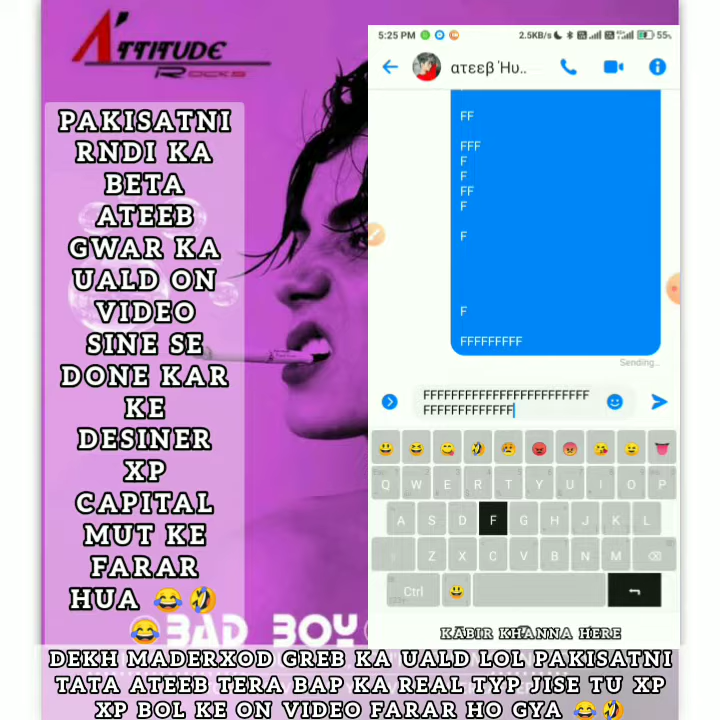 A'TTITUDE
ROCKS
PAKISATNI
RNDI KA
BETA
ATEEB
GWAR KA
UALD ON
VIDEO
SINE SE
DONE KAR
KE
DESINER
XP
CAPITAL
MUT KE
FARAR
HUA 😂🤣
😂
BAD BOY
5:25 PM
2.5KB/s
55%
ατεεβ Ήυ..
FF
FFF
F
F
FF
F
F
F
FFFFFFFFF
Sending...
FFFFFFFFFFFFFFFFFFFFFFFF
FFFFFFFFFFFFF
Q W E R T Y U I O P
A S D F G H J K L
Z X C V B N M
Ctrl
KABIR KHANNA HERE
DEKH MADERXOD GREB KA UALD LOL PAKISATNI
TATA ATEEB TERA BAP KA REAL TYP JISE TU XP
XP BOL KE ON VIDEO FARAR HO GYA 😂🤣